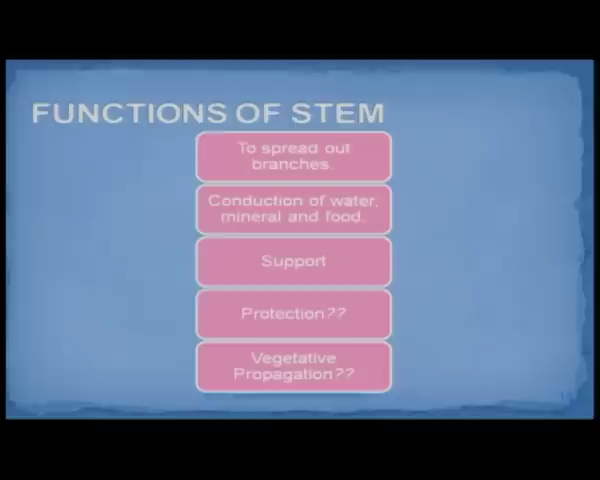 FUNCTIONS OF STEM
To spread out
branches.
Conduction of water,
mineral and food.
Support
Protection??
Vegetative
Propagation??